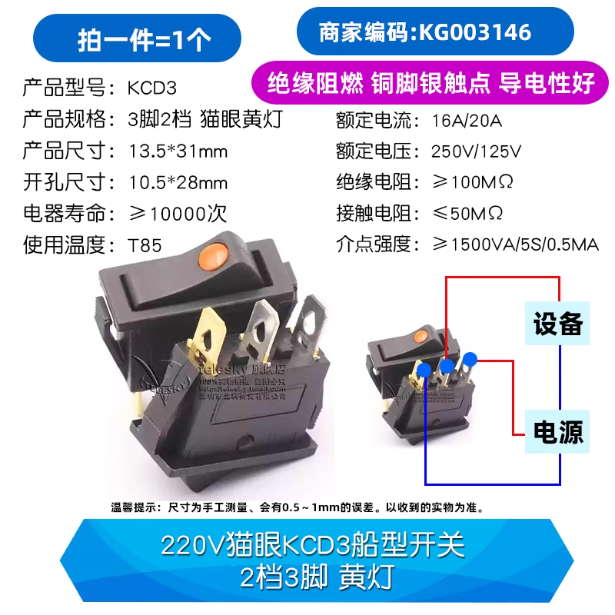 拍一件=1个
商家编码:KG003146
绝缘阻燃 铜脚银触点 导电性好
产品型号: KCD3
产品规格: 3脚2档 猫眼黄灯
产品尺寸: 13.5*31mm
开孔尺寸: 10.5*28mm
电器寿命: ≥10000次
使用温度: T85
额定电流: 16A/20A
额定电压: 250V/125V
绝缘电阻: ≥100MΩ
接触电阻: ≤50MΩ
介点强度: ≥1500VA/5S/0.5MA
telesky 旗舰店
TELESKY
设备
电源
温馨提示: 尺寸为手工测量、会有0.5~1mm的误差。以收到的实物为准。
220V猫眼KCD3船型开关
2档3脚 黄灯